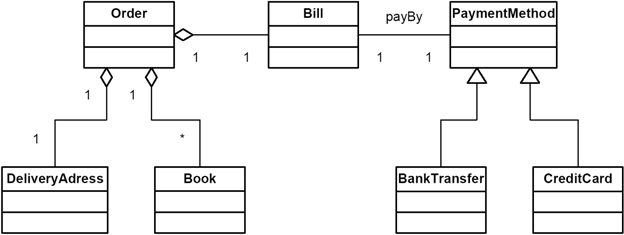 Order
Bill
payBy
PaymentMethod
1
1
1
1
1
1
1
*
DeliveryAdress
Book
BankTransfer
CreditCard